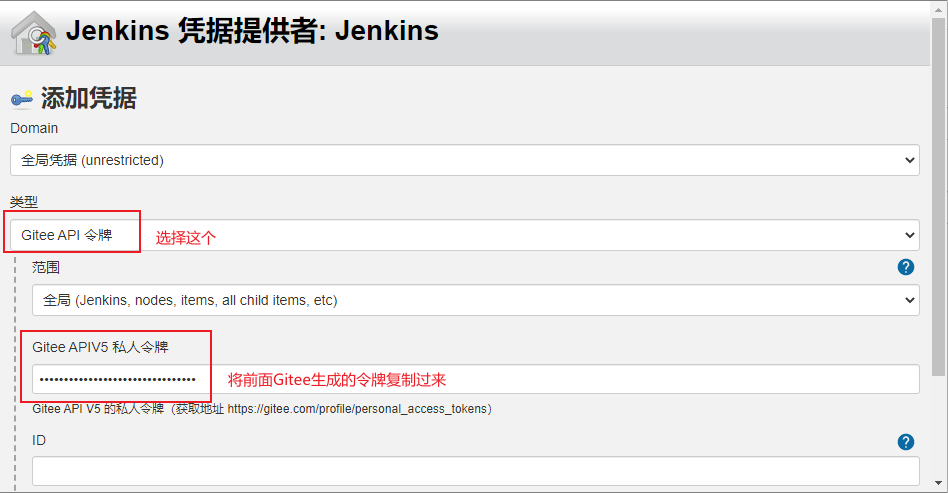 Jenkins 凭据提供者: Jenkins
添加凭据
Domain
全局凭据 (unrestricted)
类型
Gitee API 令牌
选择这个
范围
?
全局 (Jenkins, nodes, items, all child items, etc)
Gitee APIV5 私人令牌
••••••••••••••••••••••••••••••••
将前面Gitee生成的令牌复制过来
Gitee API V5 的私人令牌（获取地址 https://gitee.com/profile/personal_access_tokens）
ID
?